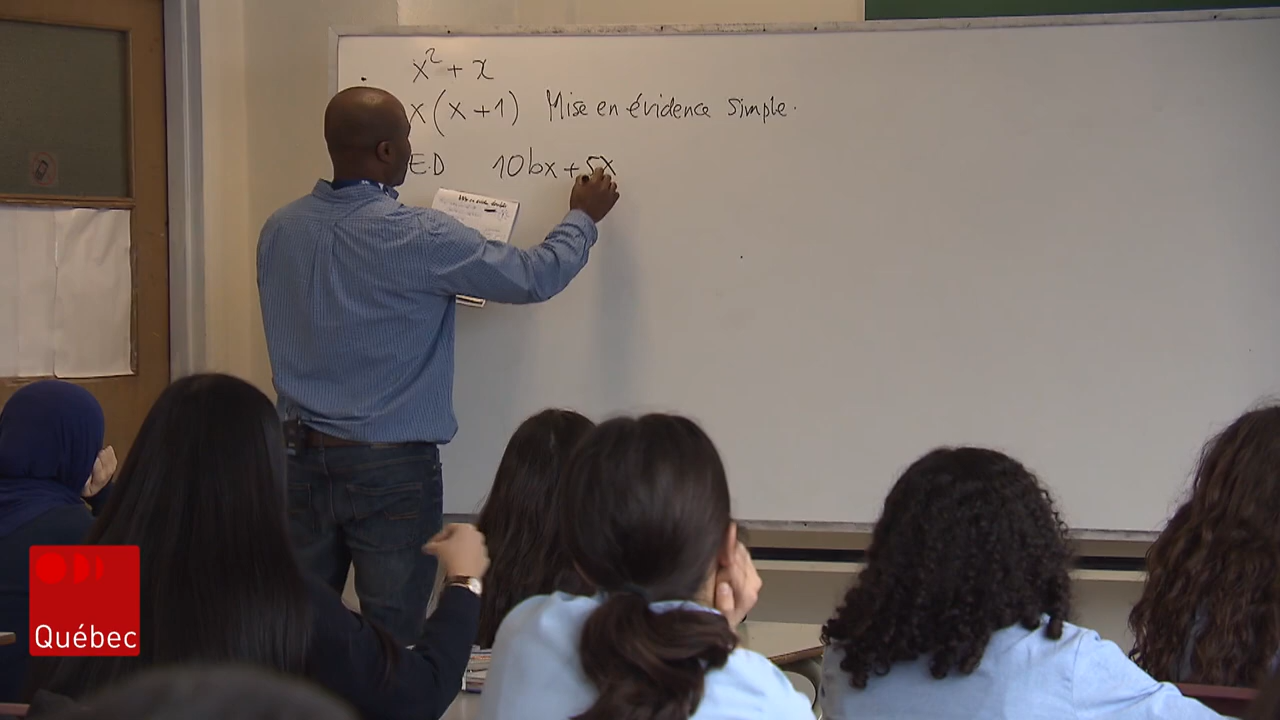 x² + x
x(x+1) Mise en évidence simple.
E.D 10bx + 5x
Québec